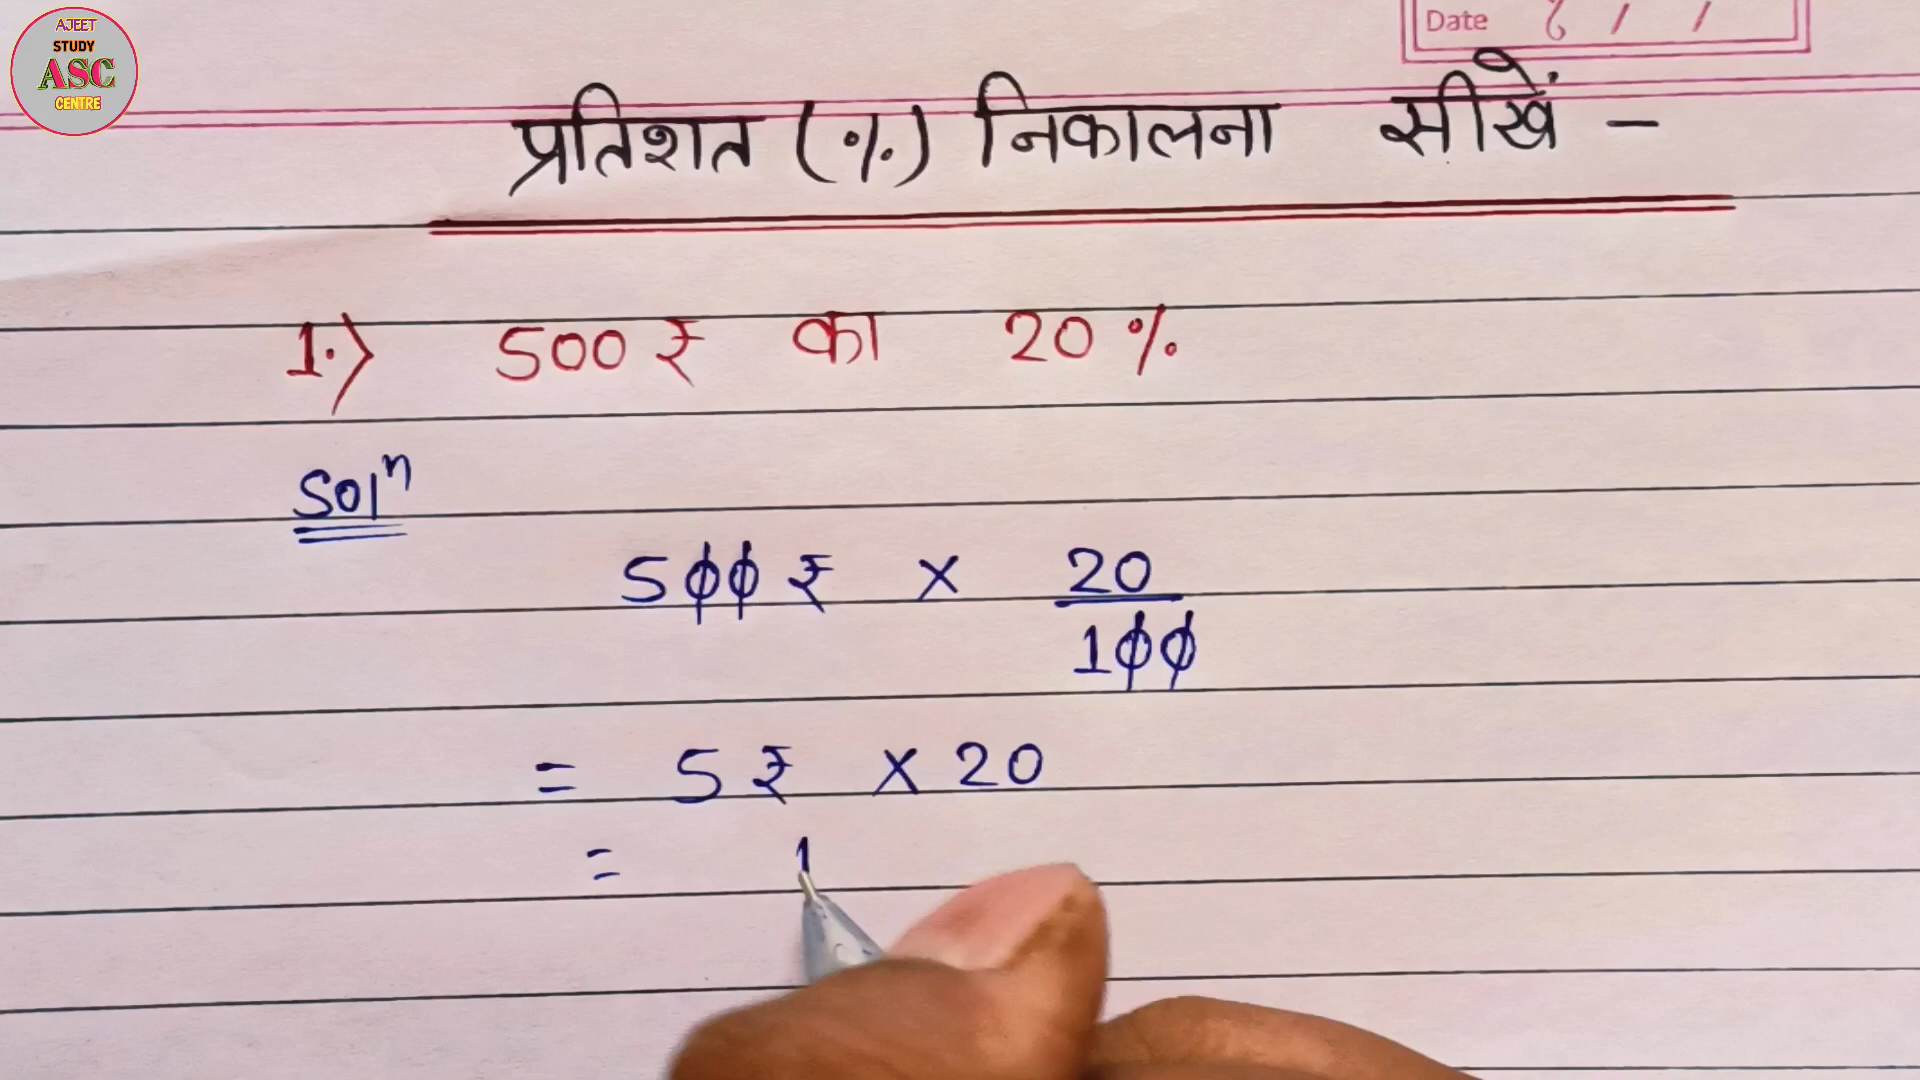 AJEET
STUDY
ASC
CENTRE
Date / /
प्रतिशत (%) निकालना सीखें -
1.) 500 ₹ का 20 %
Solⁿ
500 ₹ × 20
100
= 5 ₹ × 20
= 1